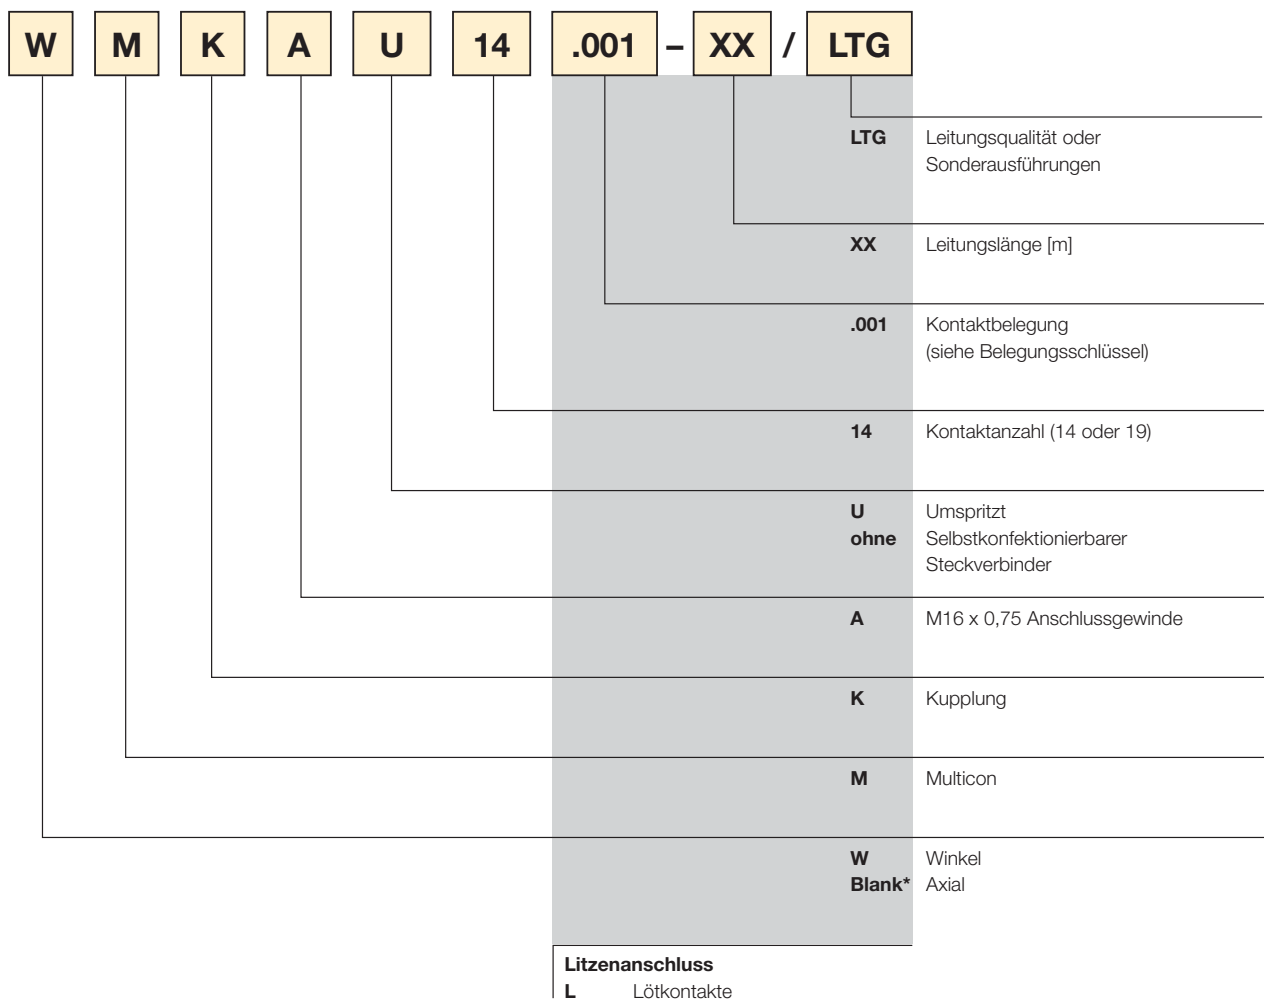 W M K A U 14 .001 – XX / LTG
LTG Leitungsqualität oder
Sonderausführungen
XX Leitungslänge [m]
.001 Kontaktbelegung
(siehe Belegungsschlüssel)
14 Kontaktanzahl (14 oder 19)
U Umspritzt
ohne Selbstkonfektionierbarer
Steckverbinder
A M16 x 0,75 Anschlussgewinde
K Kupplung
M Multicon
W Winkel
Blank* Axial
Litzenanschluss
L Lötkontakte